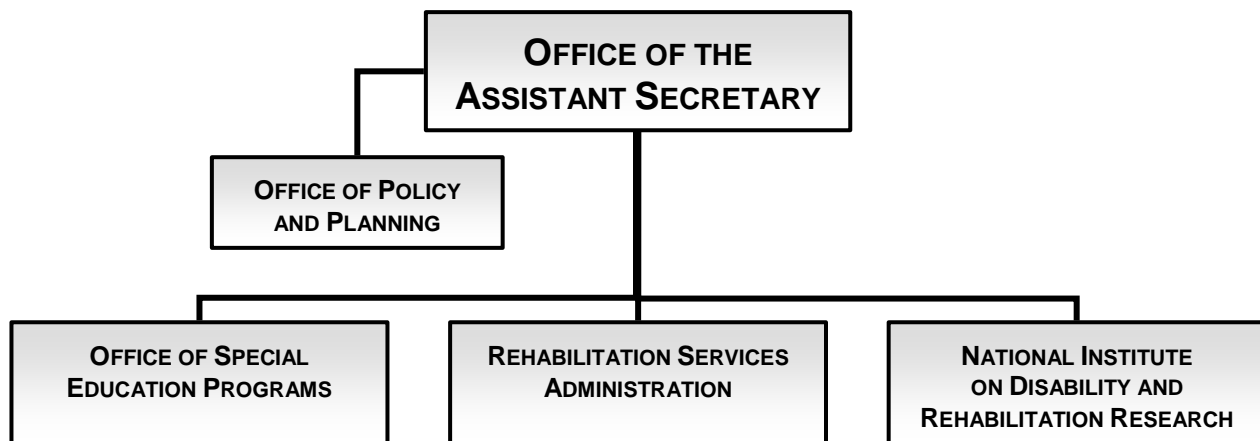 OFFICE OF THE
ASSISTANT SECRETARY
OFFICE OF POLICY
AND PLANNING
OFFICE OF SPECIAL
EDUCATION PROGRAMS
REHABILITATION SERVICES
ADMINISTRATION
NATIONAL INSTITUTE
ON DISABILITY AND
REHABILITATION RESEARCH